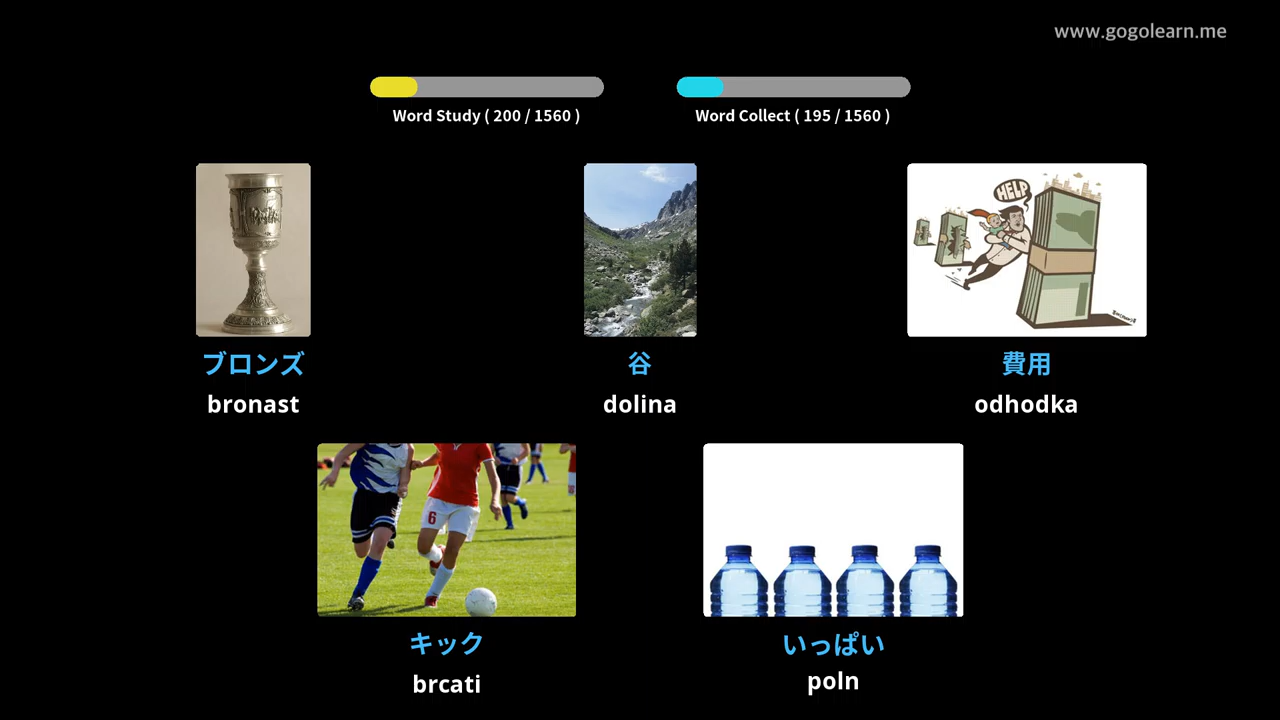 www.gogolearn.me
Word Study ( 200 / 1560 )
Word Collect ( 195 / 1560 )
HELP
ブロンズ
谷
費用
bronast
dolina
odhodka
6
キック
いっぱい
brcati
poln